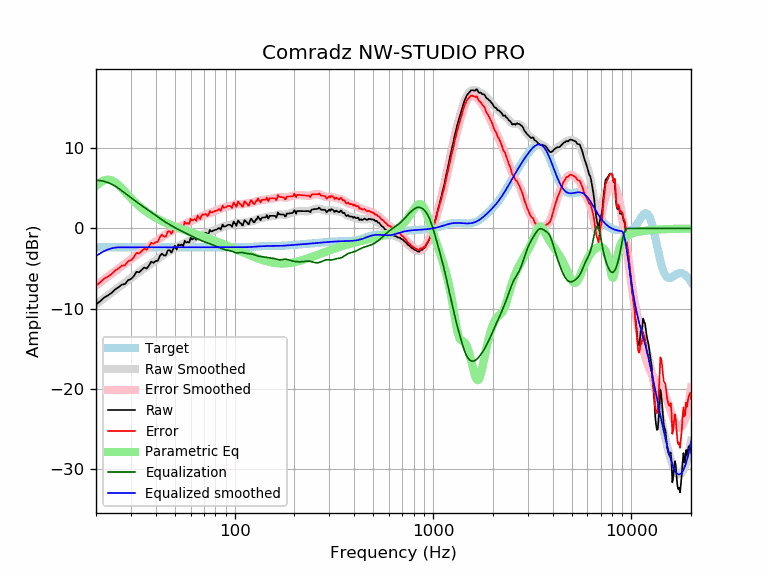 Comradz NW-STUDIO PRO
Amplitude (dBr)
10
0
−10
−20
−30
Target
Raw Smoothed
Error Smoothed
Raw
Error
Parametric Eq
Equalization
Equalized smoothed
100
1000
10000
Frequency (Hz)